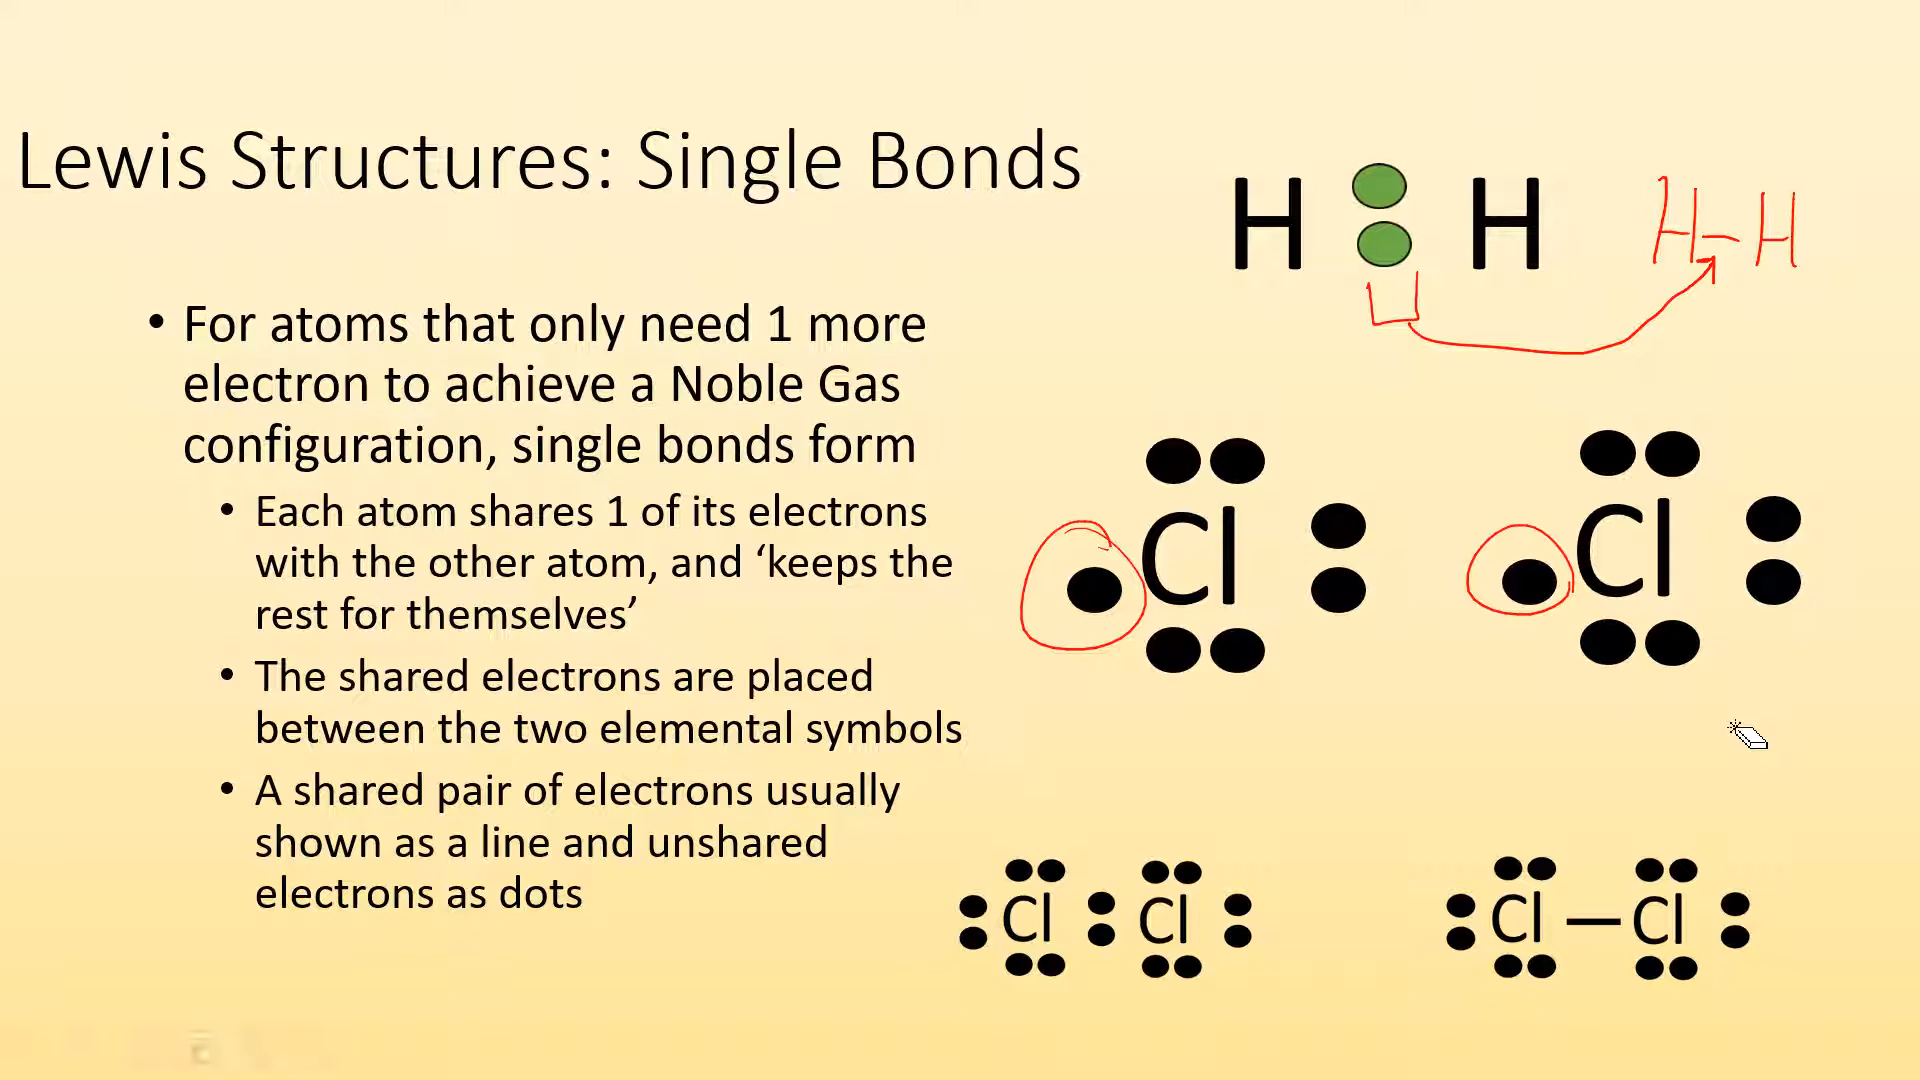 Lewis Structures: Single Bonds
H H H-H
• For atoms that only need 1 more
electron to achieve a Noble Gas
configuration, single bonds form
• Each atom shares 1 of its electrons
with the other atom, and ‘keeps the
rest for themselves’
• The shared electrons are placed
between the two elemental symbols
• A shared pair of electrons usually
shown as a line and unshared
electrons as dots
Cl Cl
Cl Cl Cl — Cl